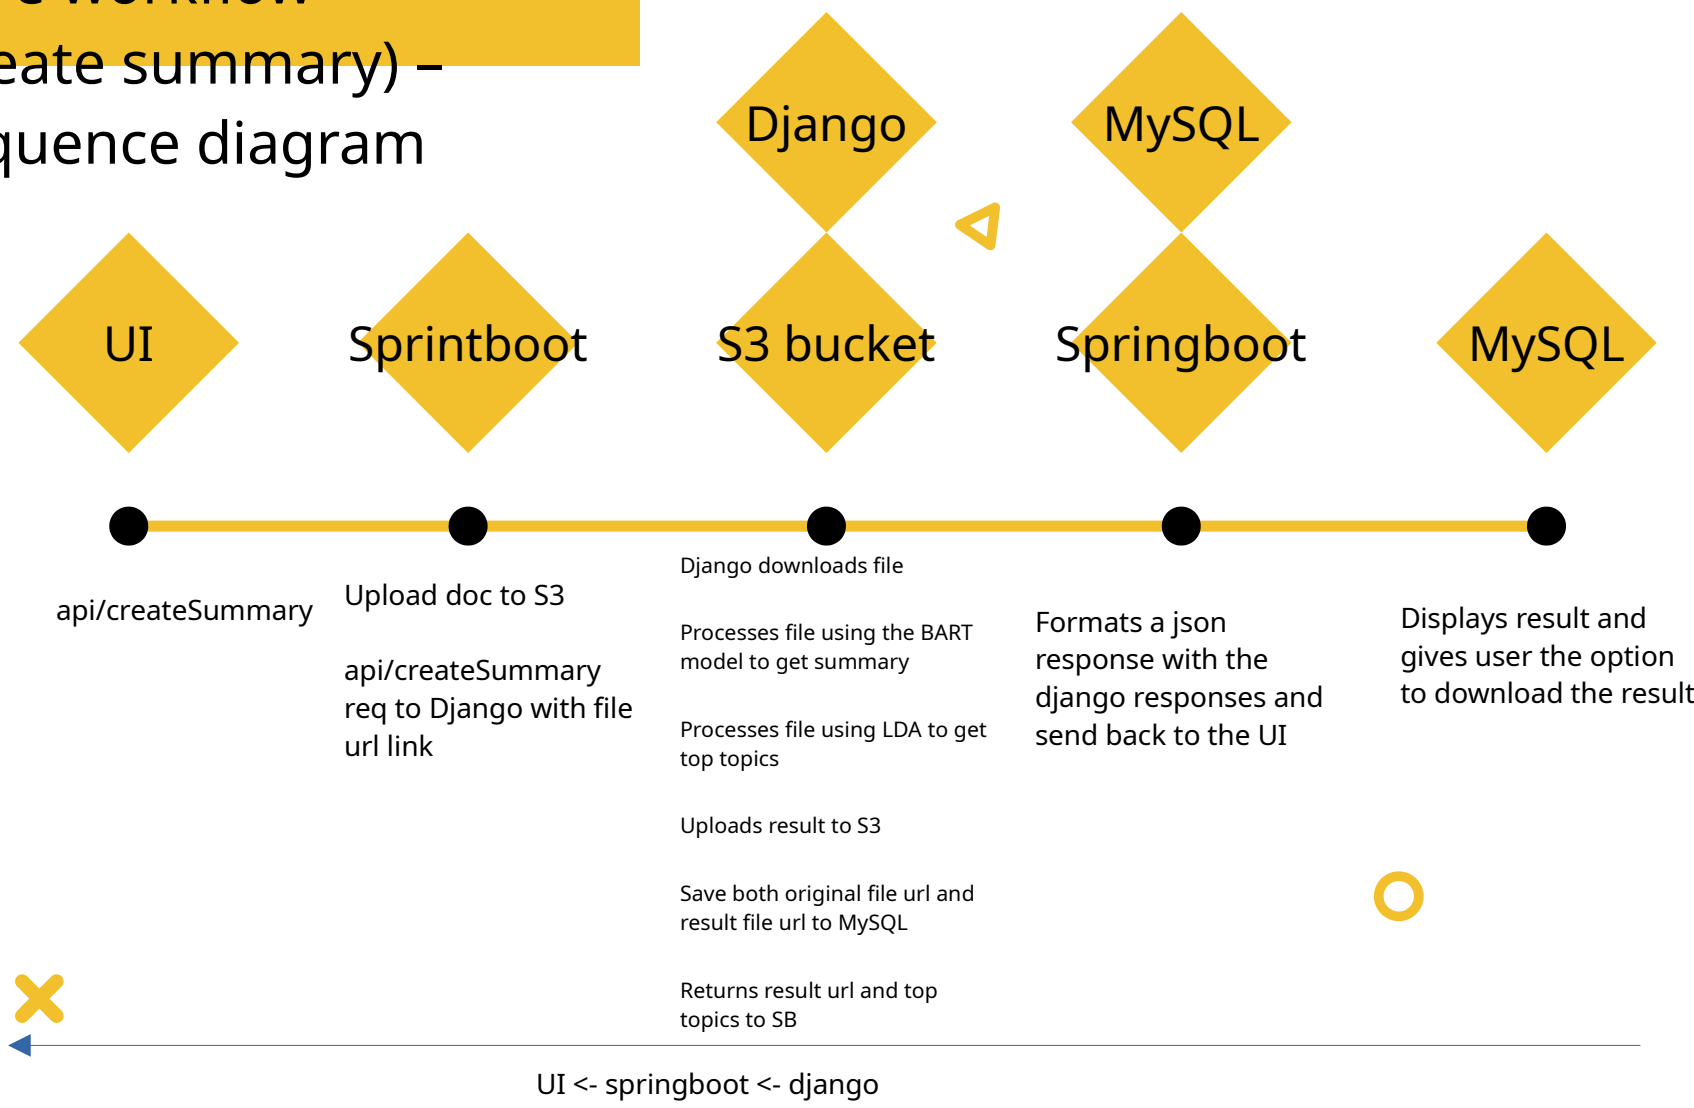 workflow
eate summary) –
quence diagram
Django
MySQL
UI
Sprintboot
S3 bucket
Springboot
MySQL
api/createSummary
Upload doc to S3
api/createSummary
req to Django with file
url link
Django downloads file
Processes file using the BART
model to get summary
Processes file using LDA to get
top topics
Uploads result to S3
Save both original file url and
result file url to MySQL
Returns result url and top
topics to SB
Formats a json
response with the
django responses and
send back to the UI
Displays result and
gives user the option
to download the result
UI <- springboot <- django